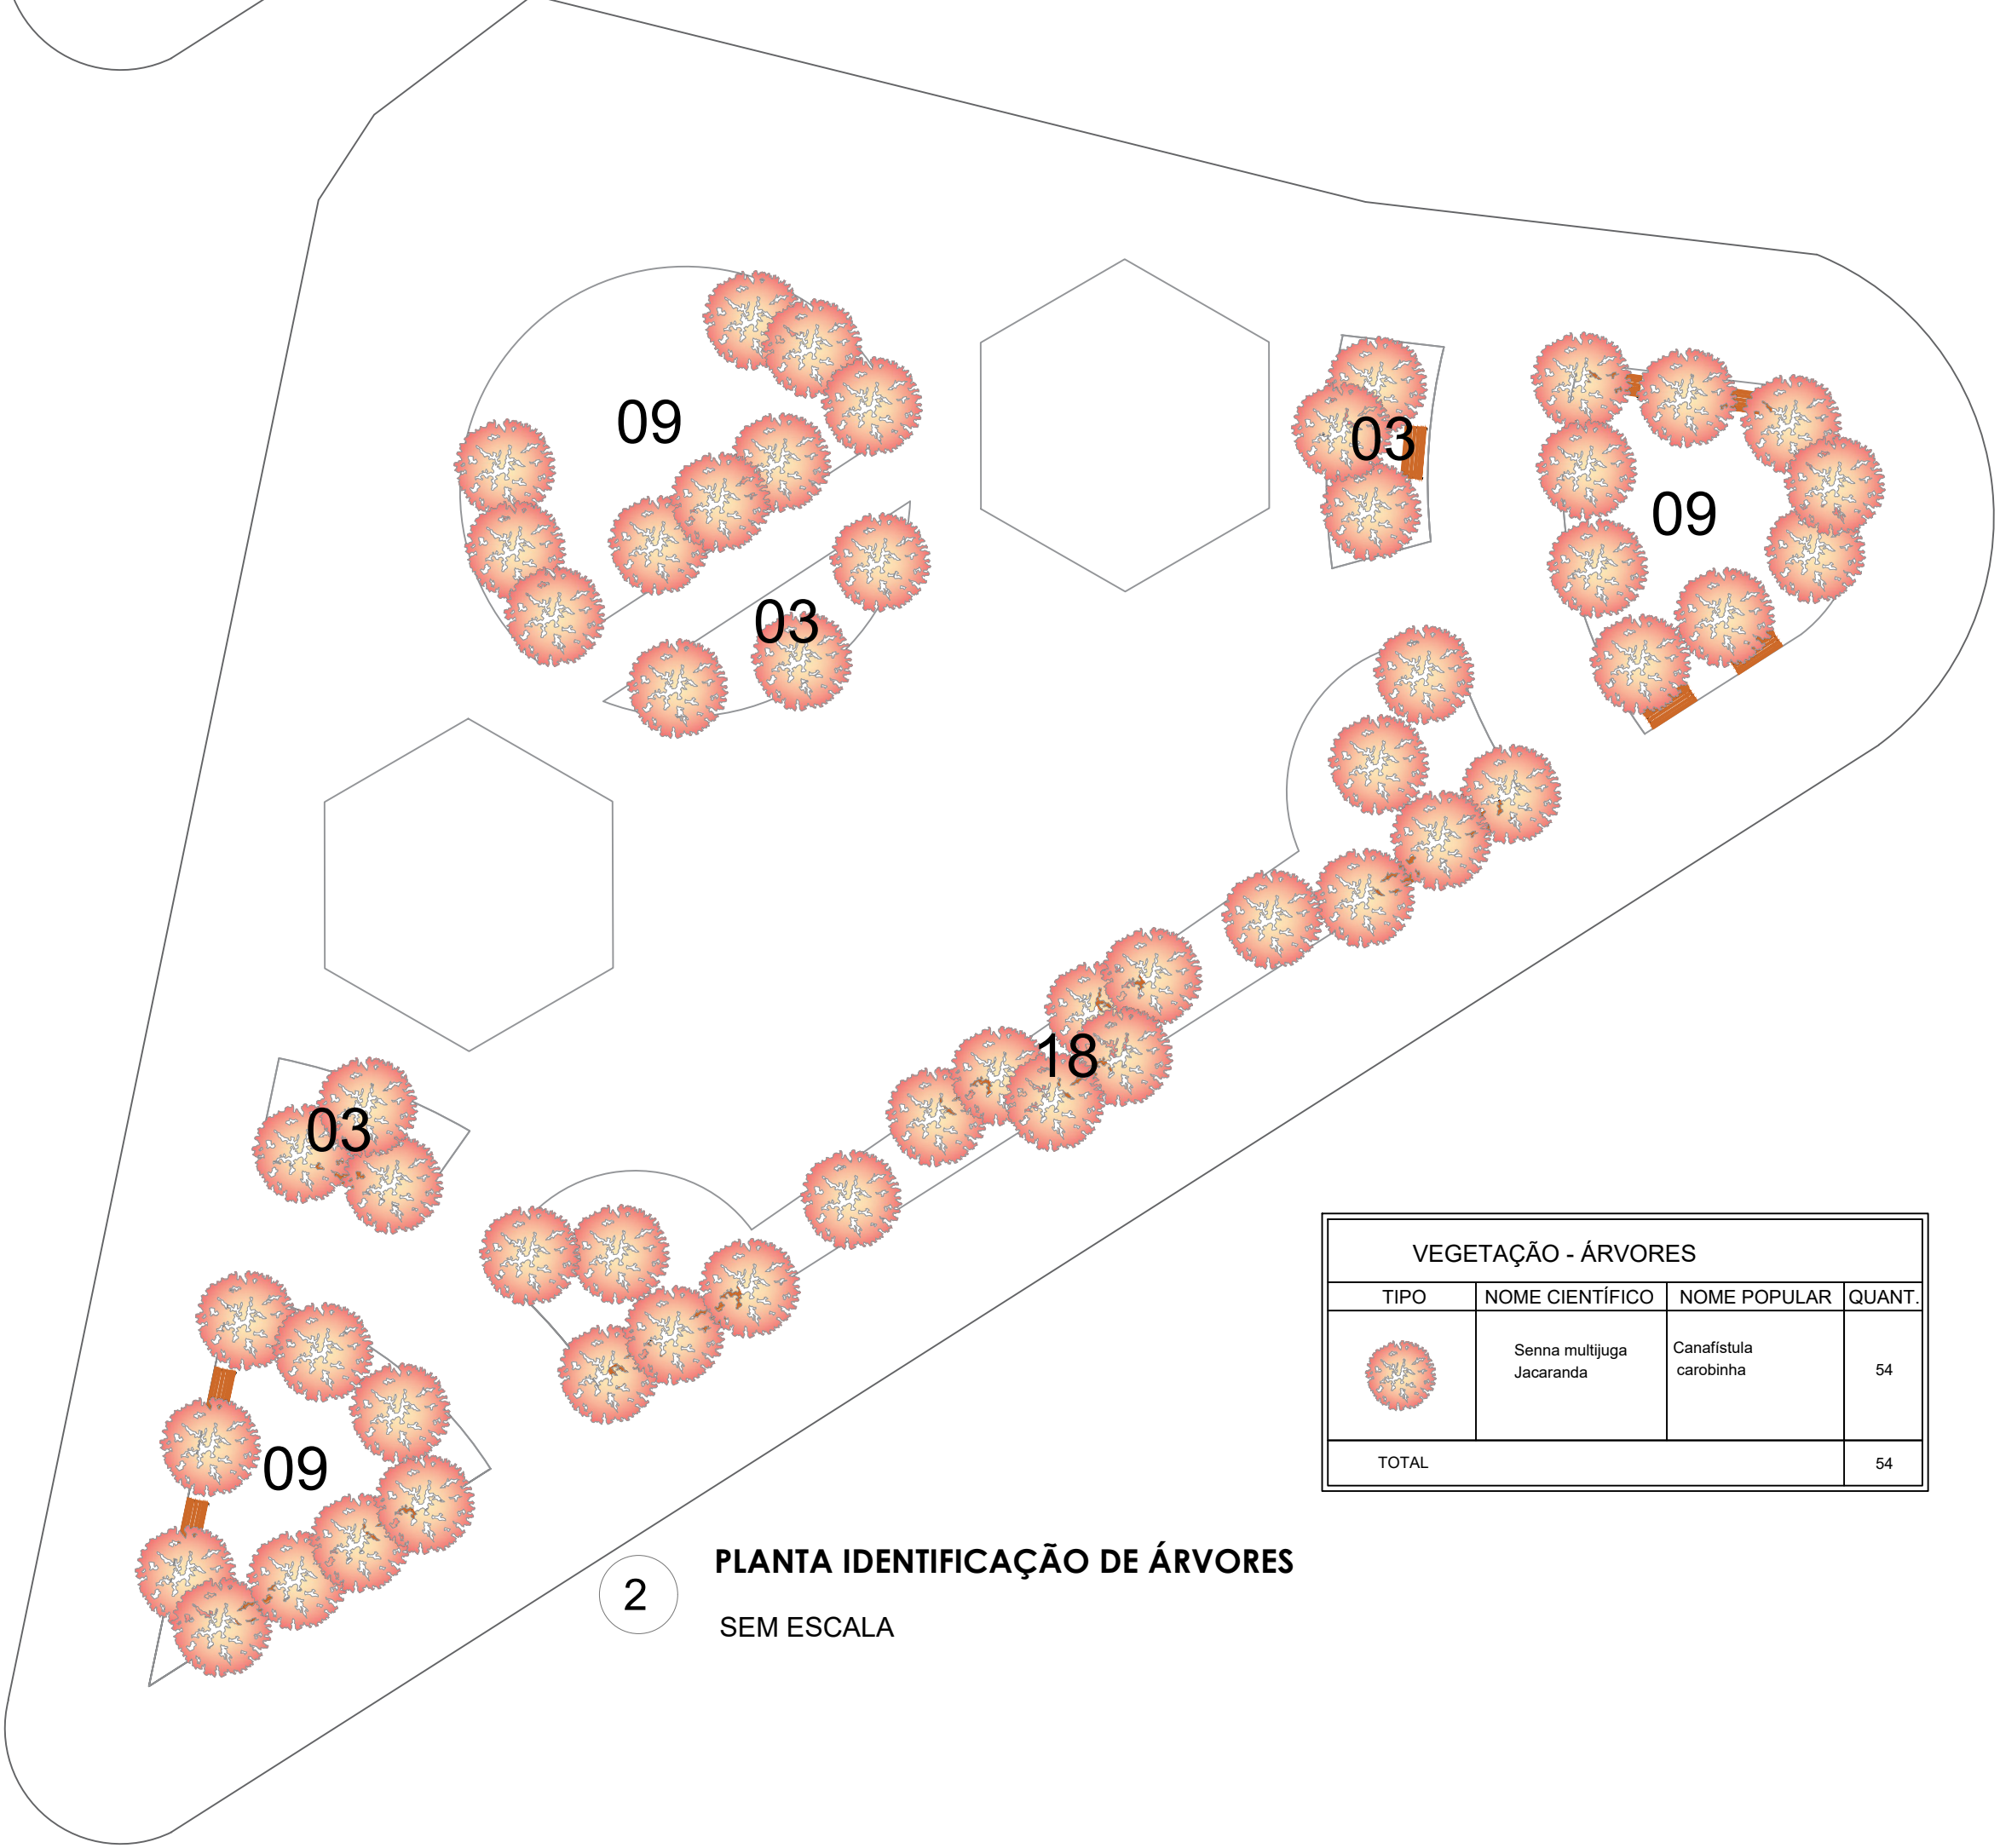 09
03
09
03
18
03
09
VEGETAÇÃO - ÁRVORES
TIPO NOME CIENTÍFICO NOME POPULAR QUANT.
Senna multijuga Canafístula
Jacaranda carobinha 54
TOTAL 54
2 PLANTA IDENTIFICAÇÃO DE ÁRVORES
SEM ESCALA